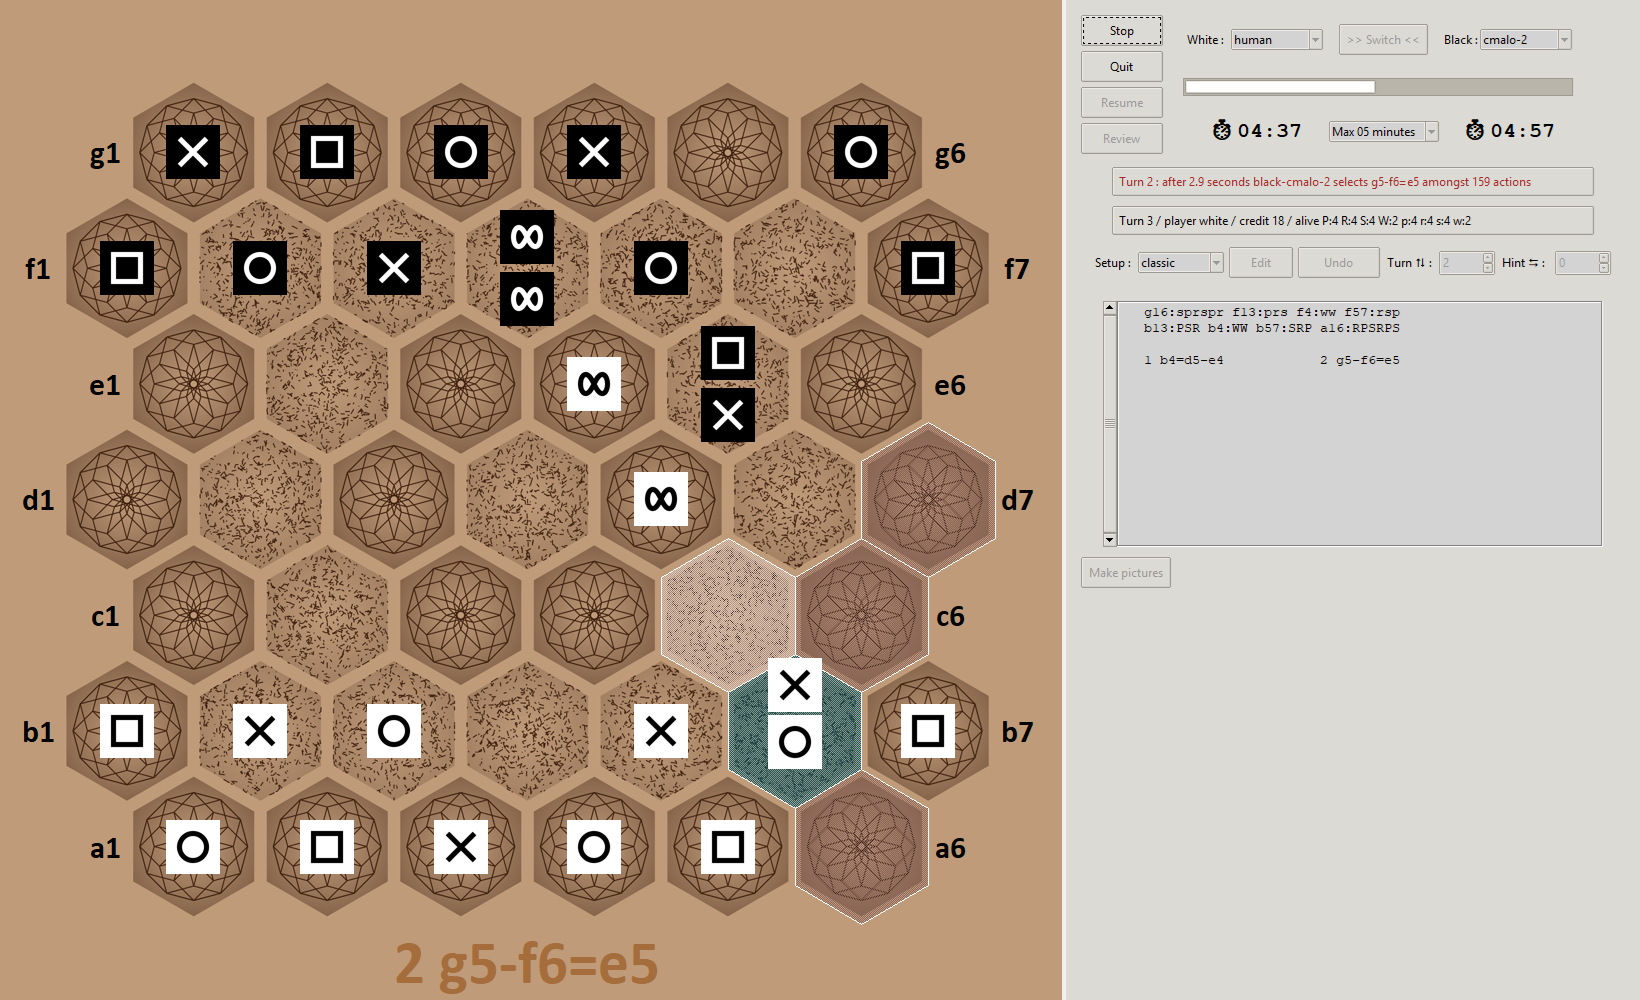 Stop
White : human >> Switch << Black : cmalo-2
Quit
Resume
04:37 Max 05 minutes 04:57
Review
g1 g6
Turn 2 : after 2.9 seconds black-cmalo-2 selects g5-f6=e5 amongst 159 actions
Turn 3 / player white / credit 18 / alive P:4 R:4 S:4 W:2 p:4 r:4 s:4 w:2
f1 f7
Setup : classic Edit Undo Turn ⇅ : 2 Hint ⇆ : 0
gl6:sprspr fl3:prs f4:ww f57:rsp
bl3:PSR b4:WW b57:SRP al6:RPSRPS
1 b4=d5-e4 2 g5-f6=e5
e1 e6
d1 d7
Make pictures
c1 c6
b1 b7
a1 a6
2 g5-f6=e5